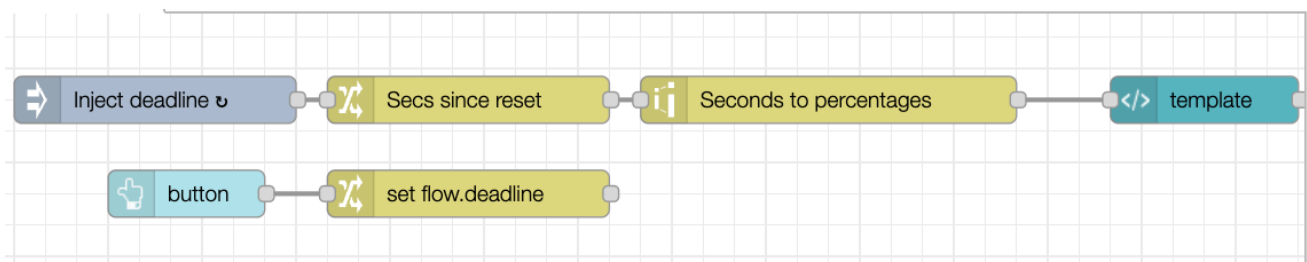 Inject deadline ↻
Secs since reset
Seconds to percentages
</> template
button
set flow.deadline